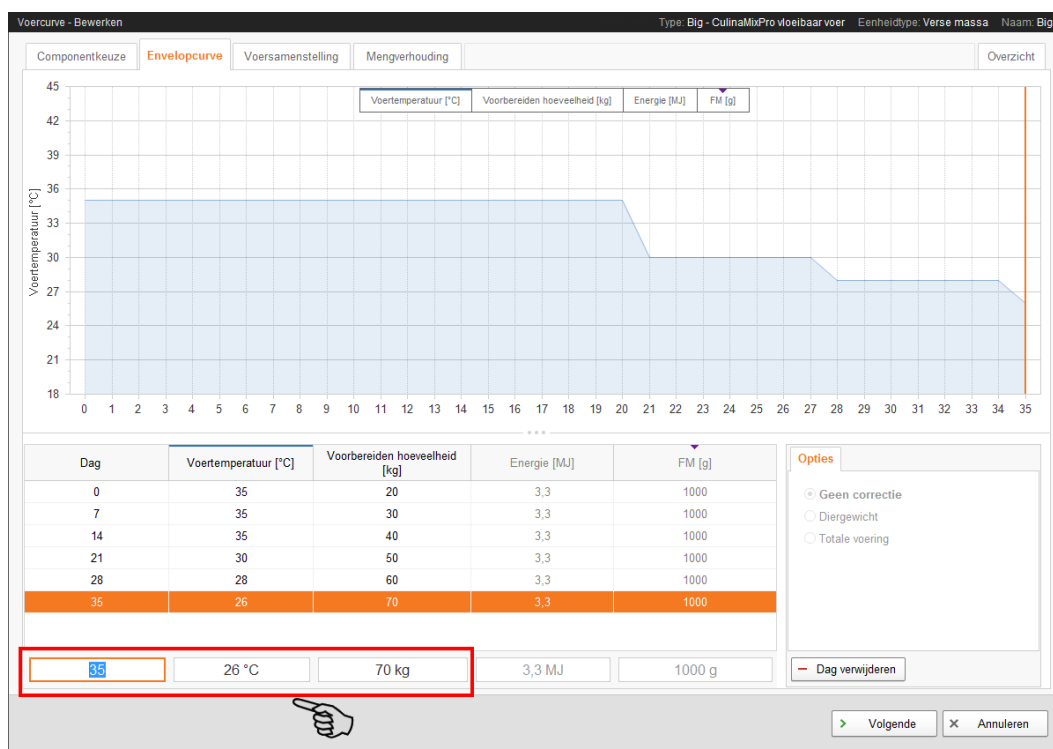 Voercurve - Bewerken Type: Big - CulinaMixPro vloeibaar voer Eenheidtype: Verse massa Naam: Big
Componentkeuze Envelopcurve Voersamenstelling Mengverhouding Overzicht
Voertemperatuur [°C] Voorbereiden hoeveelheid [kg] Energie [MJ] FM [g]
Voertemperatuur [°C]
45
42
39
36
33
30
27
24
21
18
0 1 2 3 4 5 6 7 8 9 10 11 12 13 14 15 16 17 18 19 20 21 22 23 24 25 26 27 28 29 30 31 32 33 34 35
Dag Voertemperatuur [°C] Voorbereiden hoeveelheid [kg] Energie [MJ] FM [g]
0 35 20 3,3 1000
7 35 30 3,3 1000
14 35 40 3,3 1000
21 30 50 3,3 1000
28 28 60 3,3 1000
35 26 70 3,3 1000
35 26 °C 70 kg 3,3 MJ 1000 g
Opties
Geen correctie
Diergewicht
Totale voering
Dag verwijderen
Volgende Annuleren